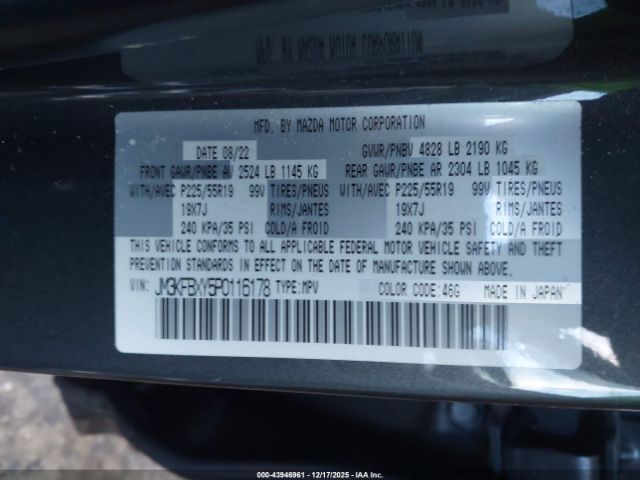 MFD. BY MAZDA MOTOR CORPORATION
DATE 08/22 GVWR/PNBV 4828 LB 2190 KG
FRONT GAWR/PNBE AV 2524 LB 1145 KG REAR GAWR/PNBE AR 2304 LB 1045 KG
WITH/AVEC P225/55R19 99V TIRES/PNEUS WITH/AVEC P225/55R19 99V TIRES/PNEUS
19X7J RIMS/JANTES 19X7J RIMS/JANTES
240 KPA/35 PSI COLD/A FROID 240 KPA/35 PSI COLD/A FROID
THIS VEHICLE CONFORMS TO ALL APPLICABLE FEDERAL MOTOR VEHICLE SAFETY AND THEFT
PREVENTION STANDARDS IN EFFECT ON THE DATE OF MANUFACTURE SHOWN ABOVE.
VIN: JM3KFBXY5P0116178 TYPE:MPV COLOR CODE:46G MADE IN JAPAN
000-43946961 - 12/17/2025 - IAA Inc.